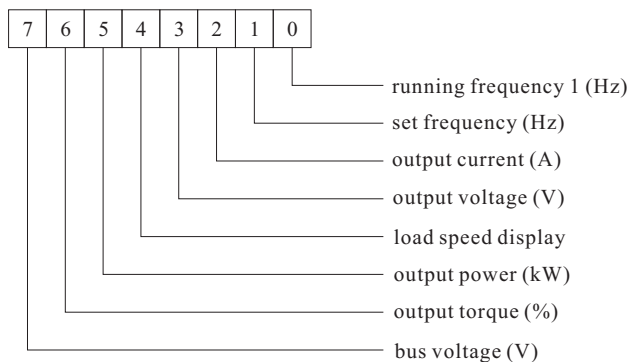 7 6 5 4 3 2 1 0
running frequency 1 (Hz)
set frequency (Hz)
output current (A)
output voltage (V)
load speed display
output power (kW)
output torque (%)
bus voltage (V)